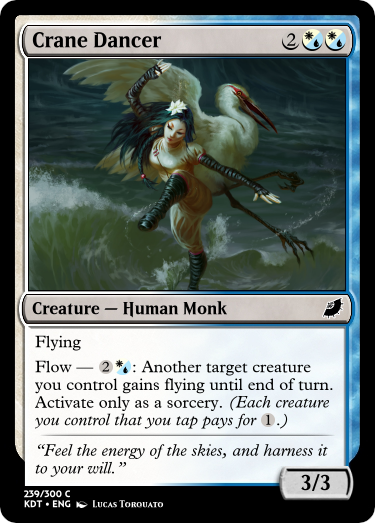 Crane Dancer 2
Creature — Human Monk
Flying
Flow — 2 : Another target creature
you control gains flying until end of turn.
Activate only as a sorcery. (Each creature
you control that you tap pays for 1.)
“Feel the energy of the skies, and harness it
to your will.”
3/3
239/300 C
KDT • ENG Lucas Torquato